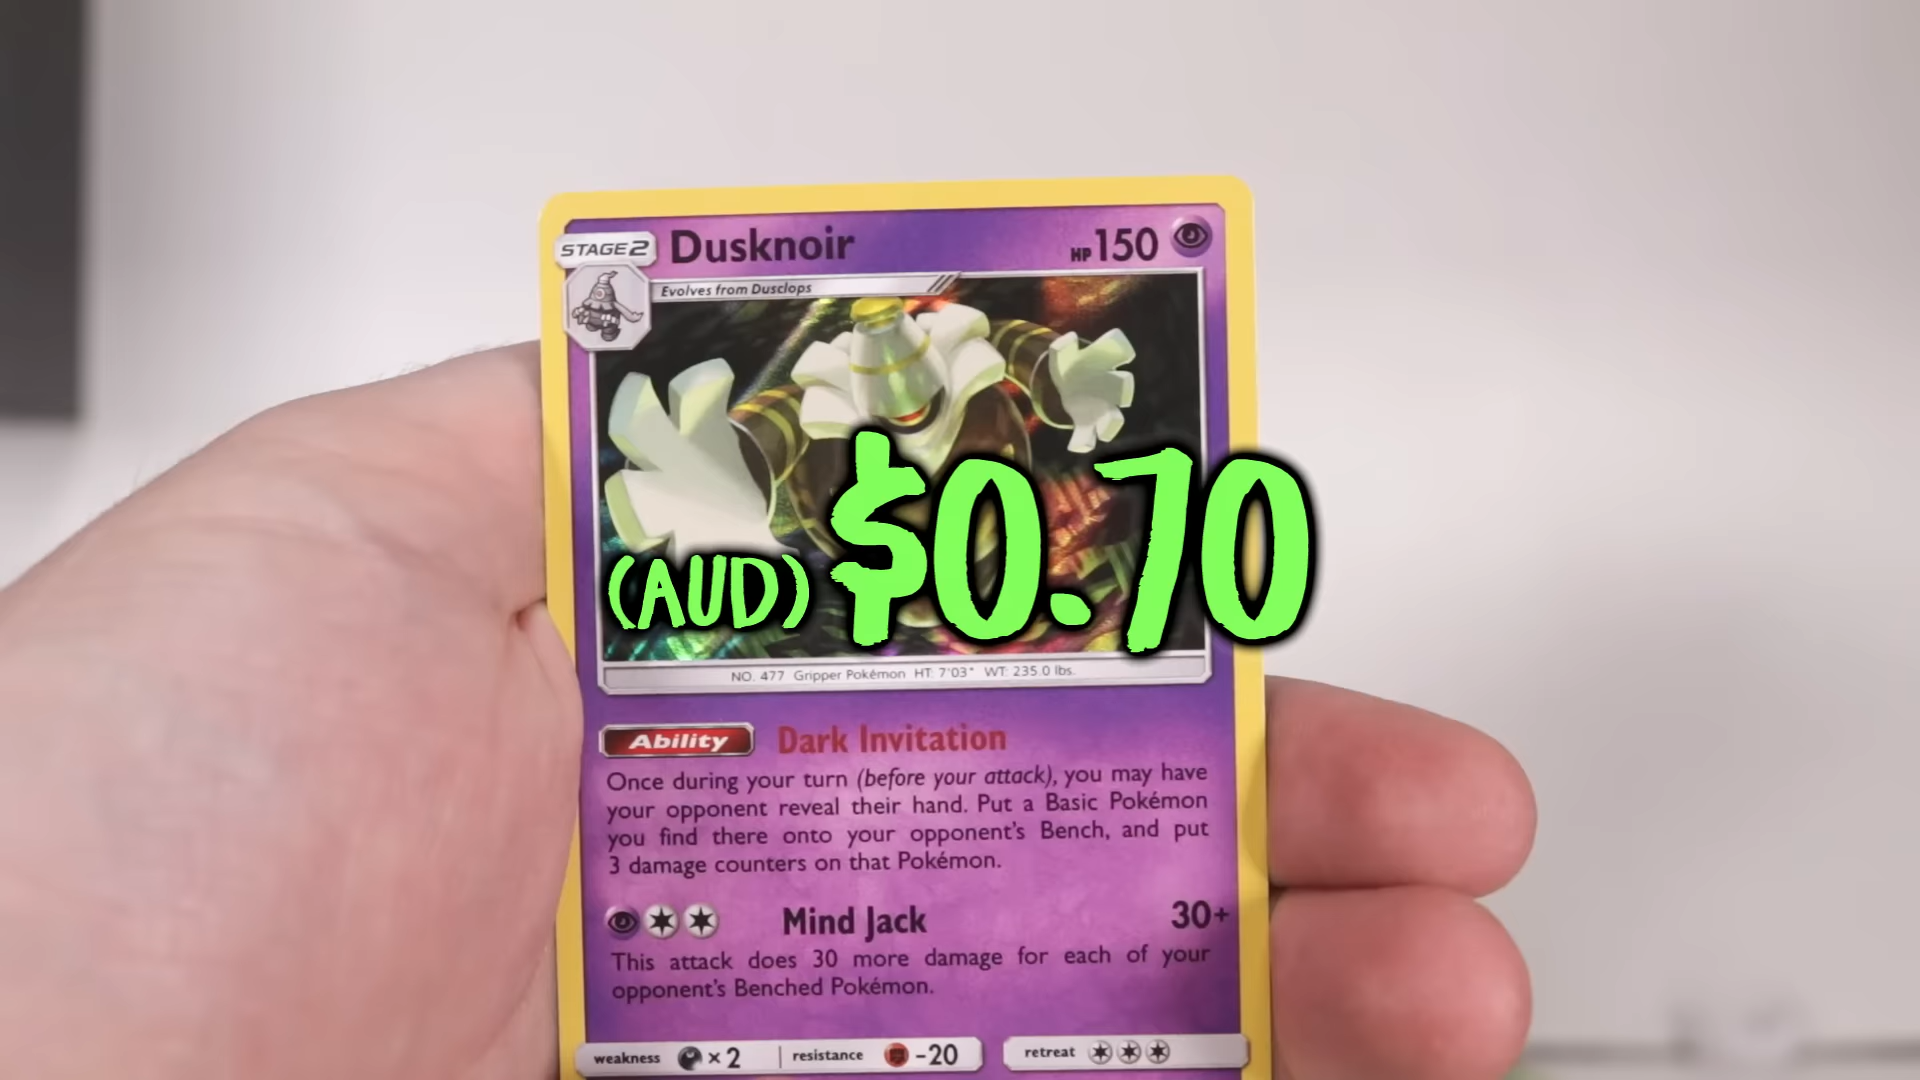 STAGE2 Dusknoir HP150
Evolves from Dusclops
(AUD) $0.70
NO. 477 Gripper Pokémon HT: 7'03" WT: 235.0 lbs.
Ability Dark Invitation
Once during your turn (before your attack), you may have
your opponent reveal their hand. Put a Basic Pokémon
you find there onto your opponent's Bench, and put
3 damage counters on that Pokémon.
Mind Jack 30+
This attack does 30 more damage for each of your
opponent's Benched Pokémon.
weakness ×2 resistance -20 retreat